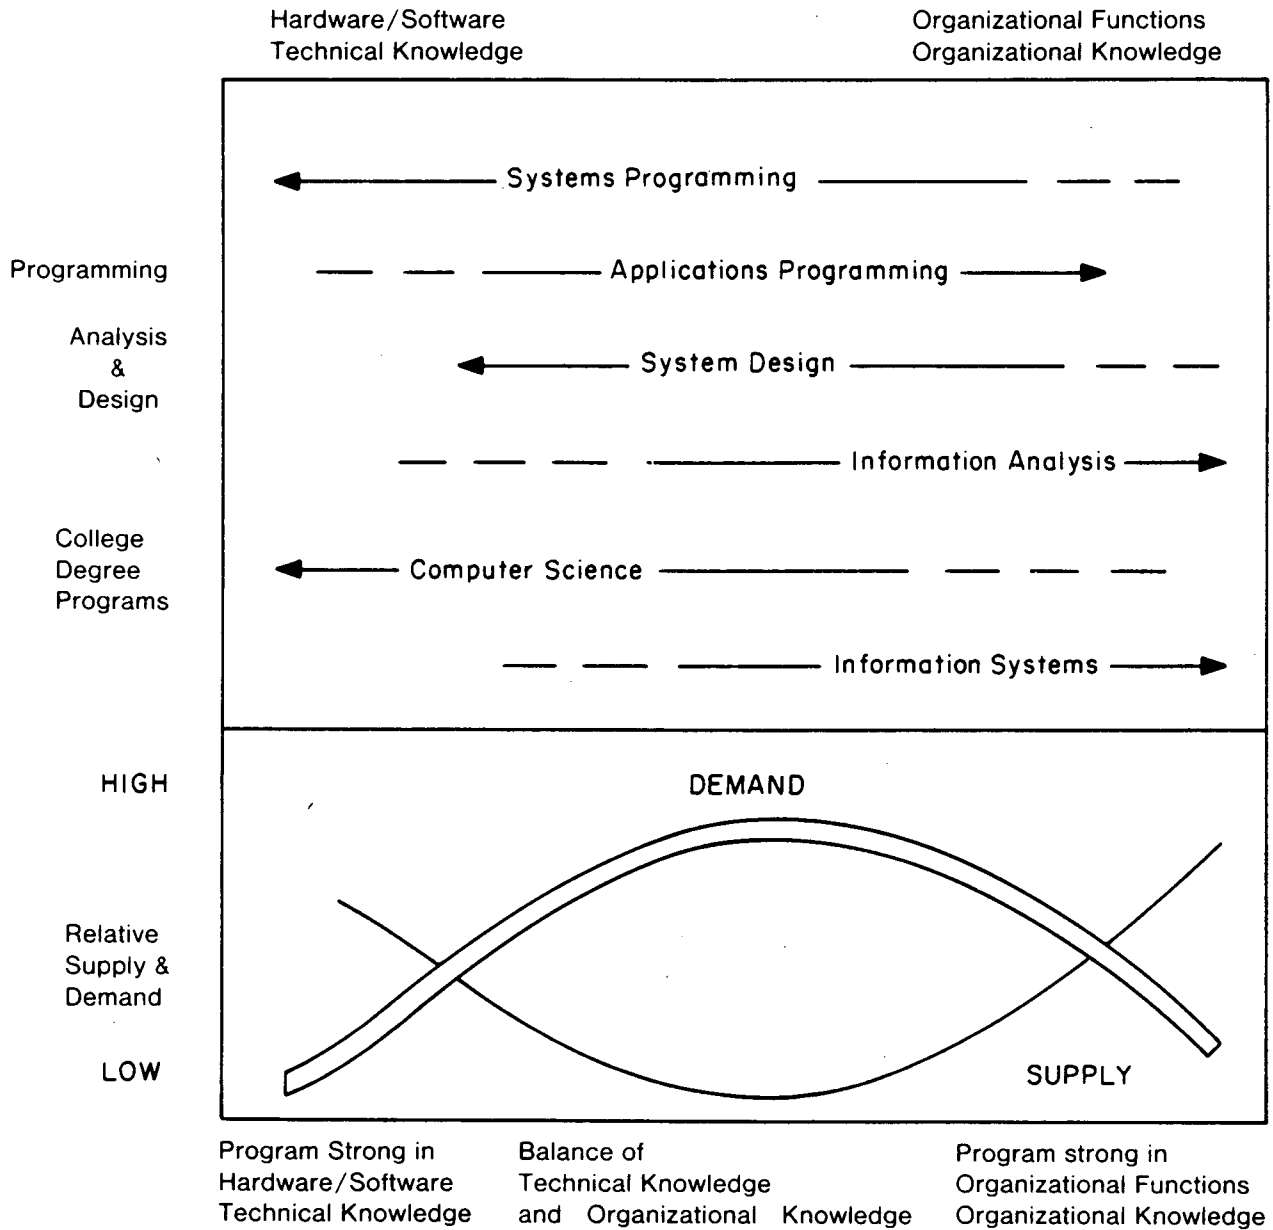 Hardware/Software
Technical Knowledge
Organizational Functions
Organizational Knowledge
Systems Programming
Programming
Applications Programming
Analysis
&
Design
System Design
Information Analysis
College
Degree
Programs
Computer Science
Information Systems
HIGH
DEMAND
Relative
Supply &
Demand
LOW
SUPPLY
Program Strong in
Hardware/Software
Technical Knowledge
Balance of
Technical Knowledge
and Organizational Knowledge
Program strong in
Organizational Functions
Organizational Knowledge